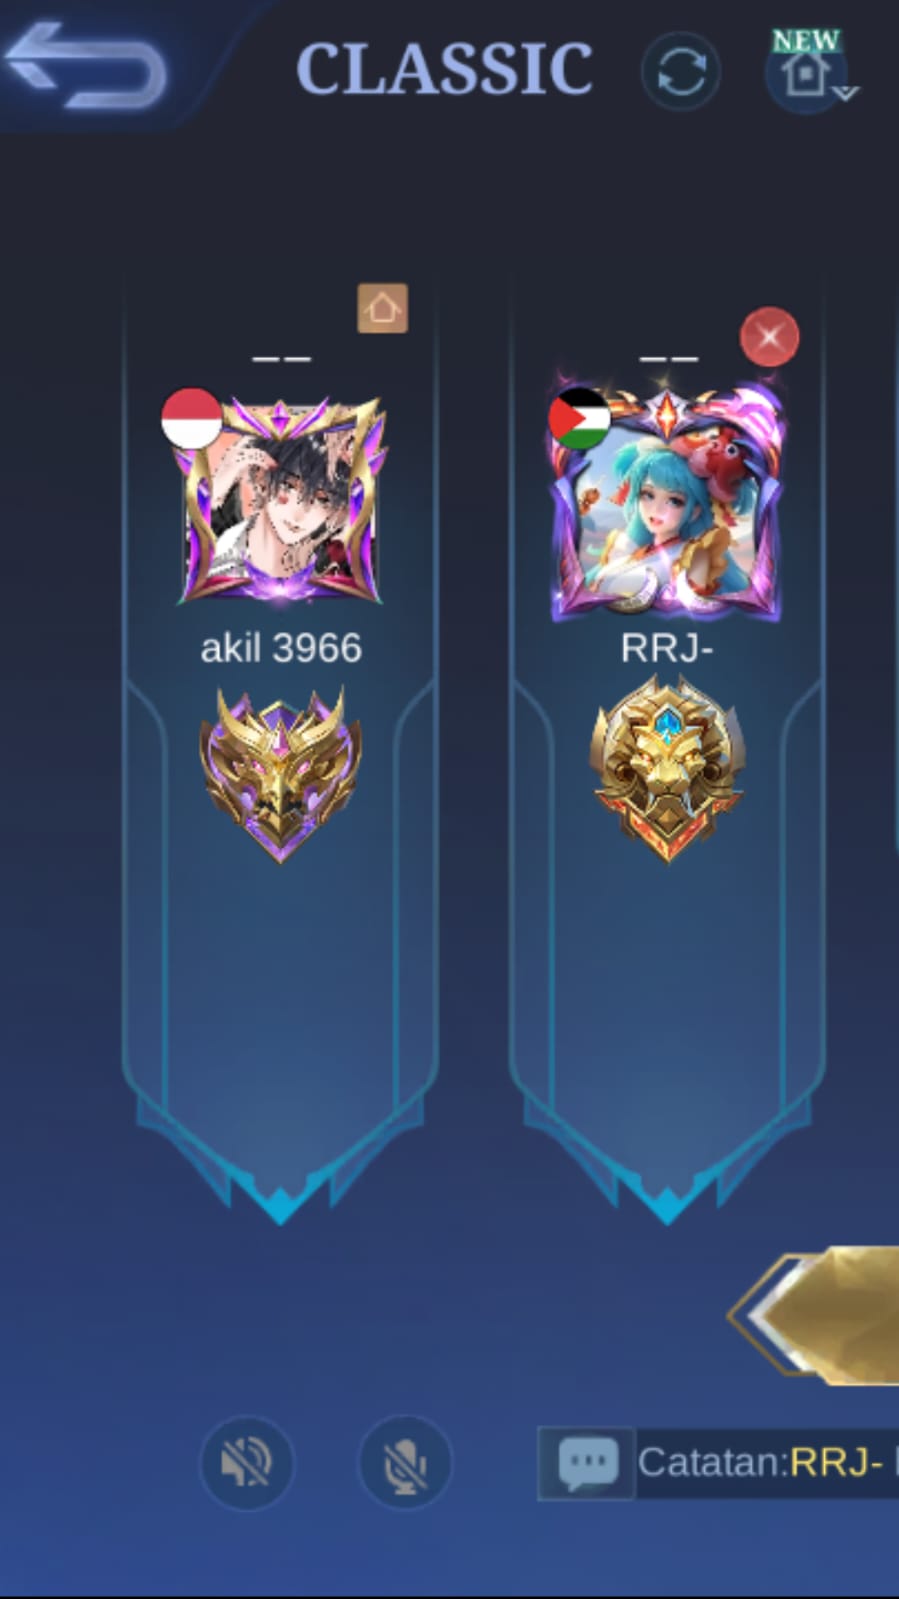 CLASSIC
NEW
——
——
akil 3966
RRJ-
Catatan:RRJ-